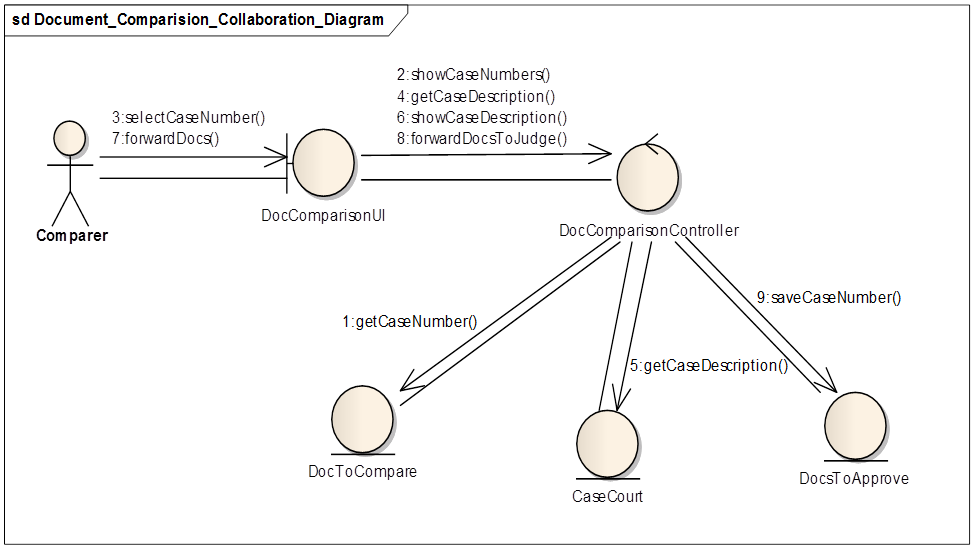 sd Document_Comparision_Collaboration_Diagram
2:showCaseNumbers()
4:getCaseDescription()
6:showCaseDescription()
8:forwardDocsToJudge()
3:selectCaseNumber()
7:forwardDocs()
DocComparisonUI
Comparer
DocComparisonController
9:saveCaseNumber()
1:getCaseNumber()
5:getCaseDescription()
DocToCompare
CaseCourt
DocsToApprove